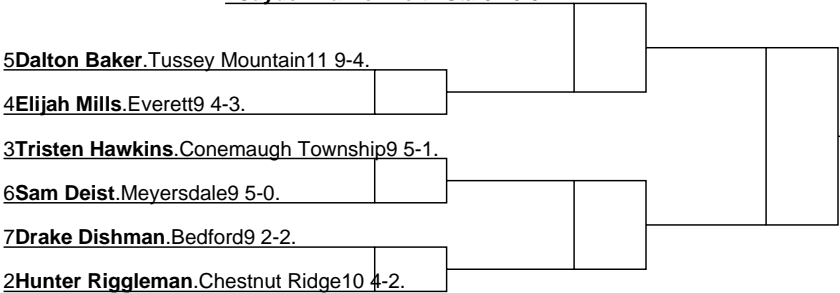 5Dalton Baker.Tussey Mountain11 9-4.
4Elijah Mills.Everett9 4-3.
3Tristen Hawkins.Conemaugh Township9 5-1.
6Sam Deist.Meyersdale9 5-0.
7Drake Dishman.Bedford9 2-2.
2Hunter Riggleman.Chestnut Ridge10 4-2.